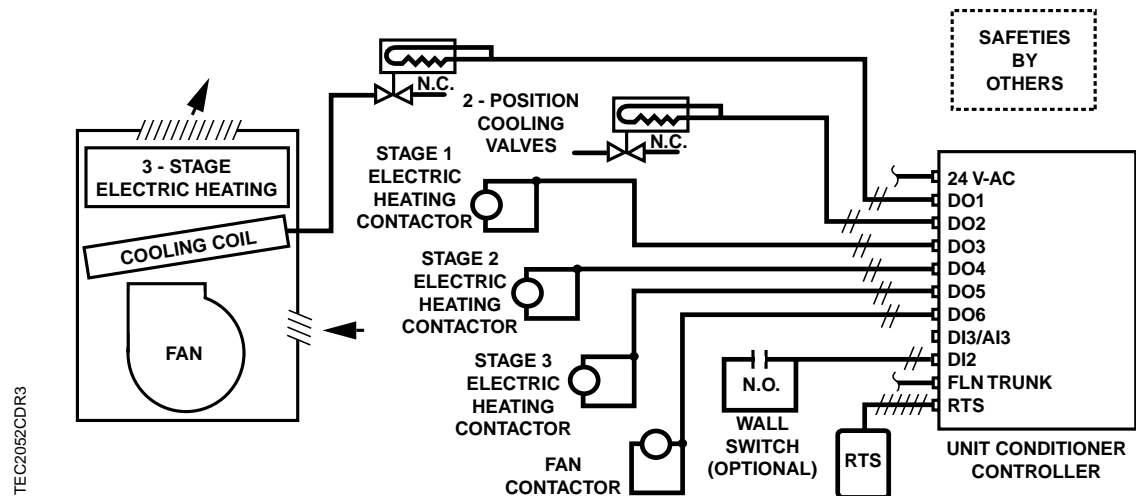 SAFETIES
BY
OTHERS
N.C.
2 - POSITION
COOLING
VALVES
N.C.
3 - STAGE
ELECTRIC HEATING
COOLING COIL
FAN
STAGE 1
ELECTRIC
HEATING
CONTACTOR
STAGE 2
ELECTRIC
HEATING
CONTACTOR
STAGE 3
ELECTRIC
HEATING
CONTACTOR
FAN
CONTACTOR
N.O.
WALL
SWITCH
(OPTIONAL)
RTS
24 V-AC
DO1
DO2
DO3
DO4
DO5
DO6
DI3/AI3
DI2
FLN TRUNK
RTS
UNIT CONDITIONER
CONTROLLER
TEC2052CDR3